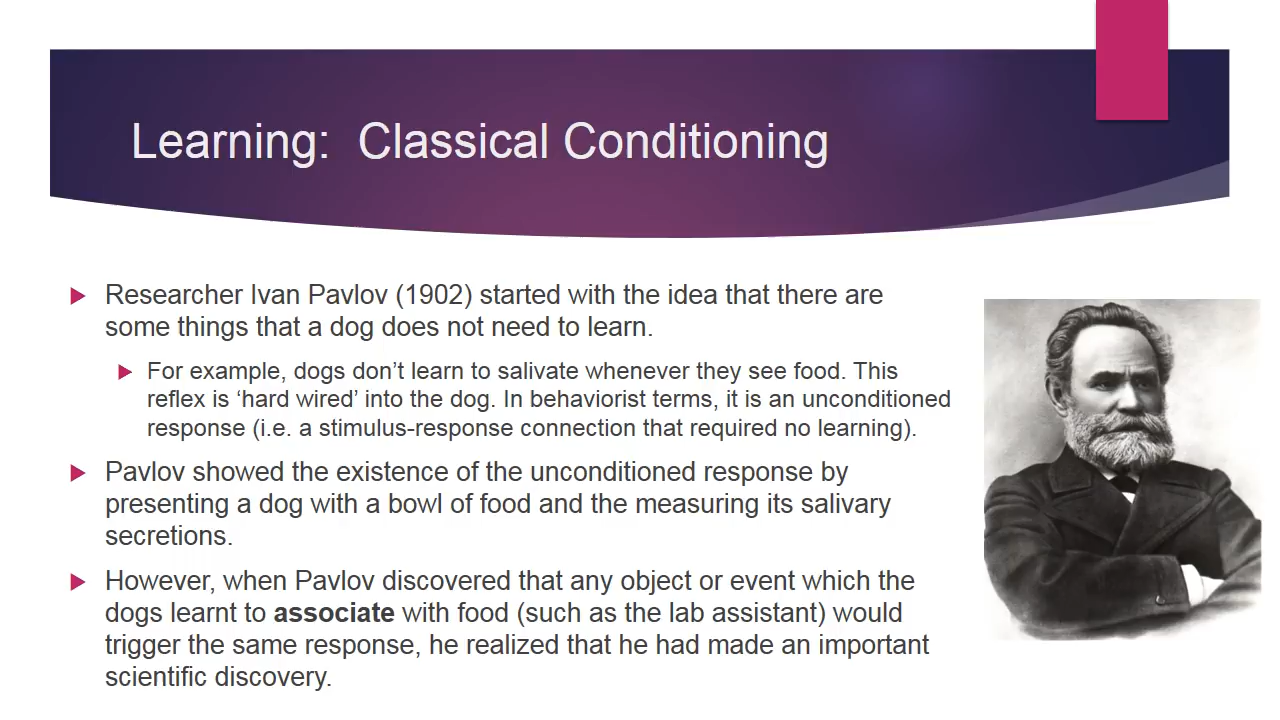 Learning:  Classical Conditioning
Researcher Ivan Pavlov (1902) started with the idea that there are
some things that a dog does not need to learn.
For example, dogs don’t learn to salivate whenever they see food. This
reflex is ‘hard wired’ into the dog. In behaviorist terms, it is an unconditioned
response (i.e. a stimulus-response connection that required no learning).
Pavlov showed the existence of the unconditioned response by
presenting a dog with a bowl of food and the measuring its salivary
secretions.
However, when Pavlov discovered that any object or event which the
dogs learnt to associate with food (such as the lab assistant) would
trigger the same response, he realized that he had made an important
scientific discovery.